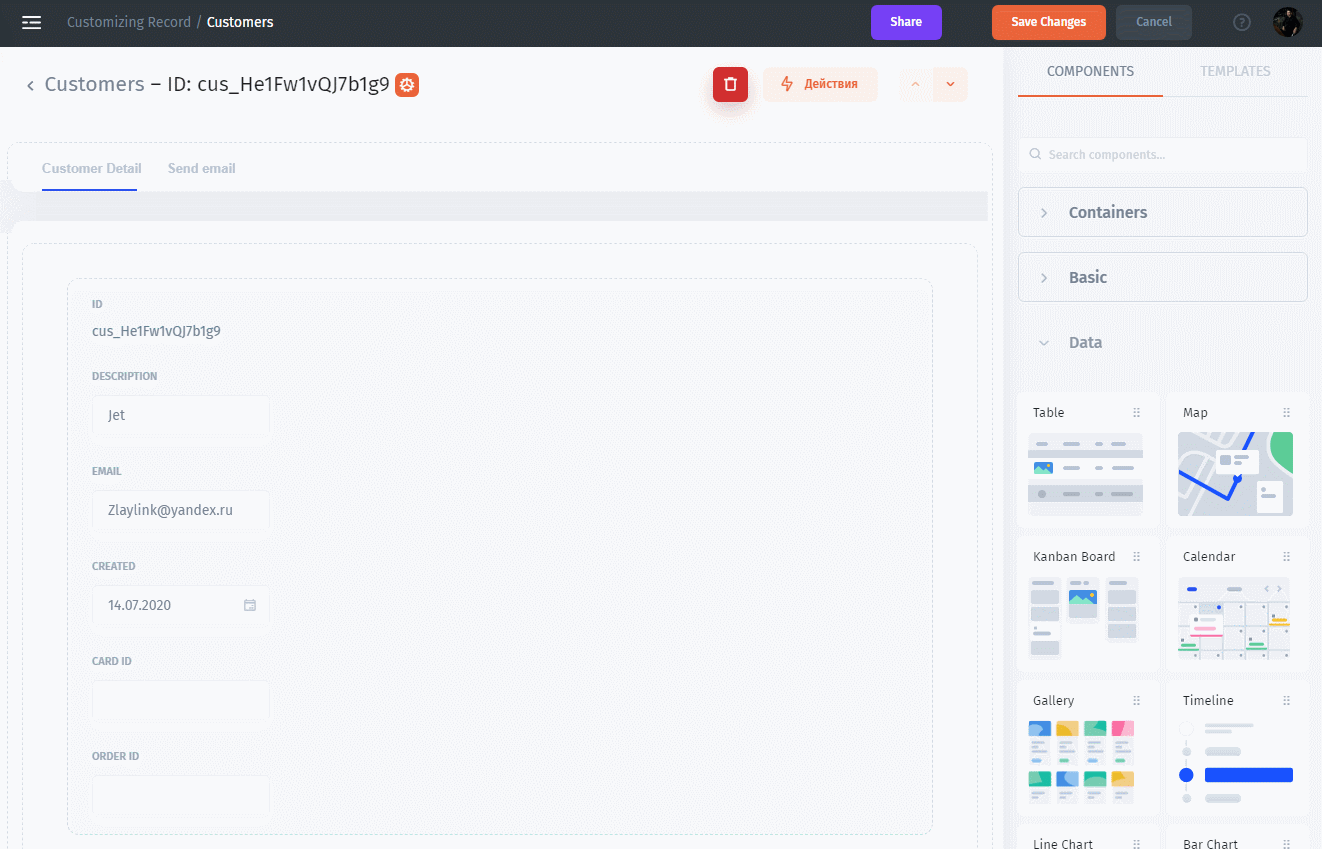 Customizing Record / Customers
Share
Save Changes
Cancel
?
‹ Customers – ID: cus_He1Fw1vQJ7b1g9
Действия
COMPONENTS
TEMPLATES
Customer Detail
Send email
Search components...
Containers
Basic
Data
ID
cus_He1Fw1vQJ7b1g9
DESCRIPTION
Jet
EMAIL
Zlaylink@yandex.ru
CREATED
14.07.2020
CARD ID
ORDER ID
Table
Map
Kanban Board
Calendar
Gallery
Timeline
Line Chart
Bar Chart